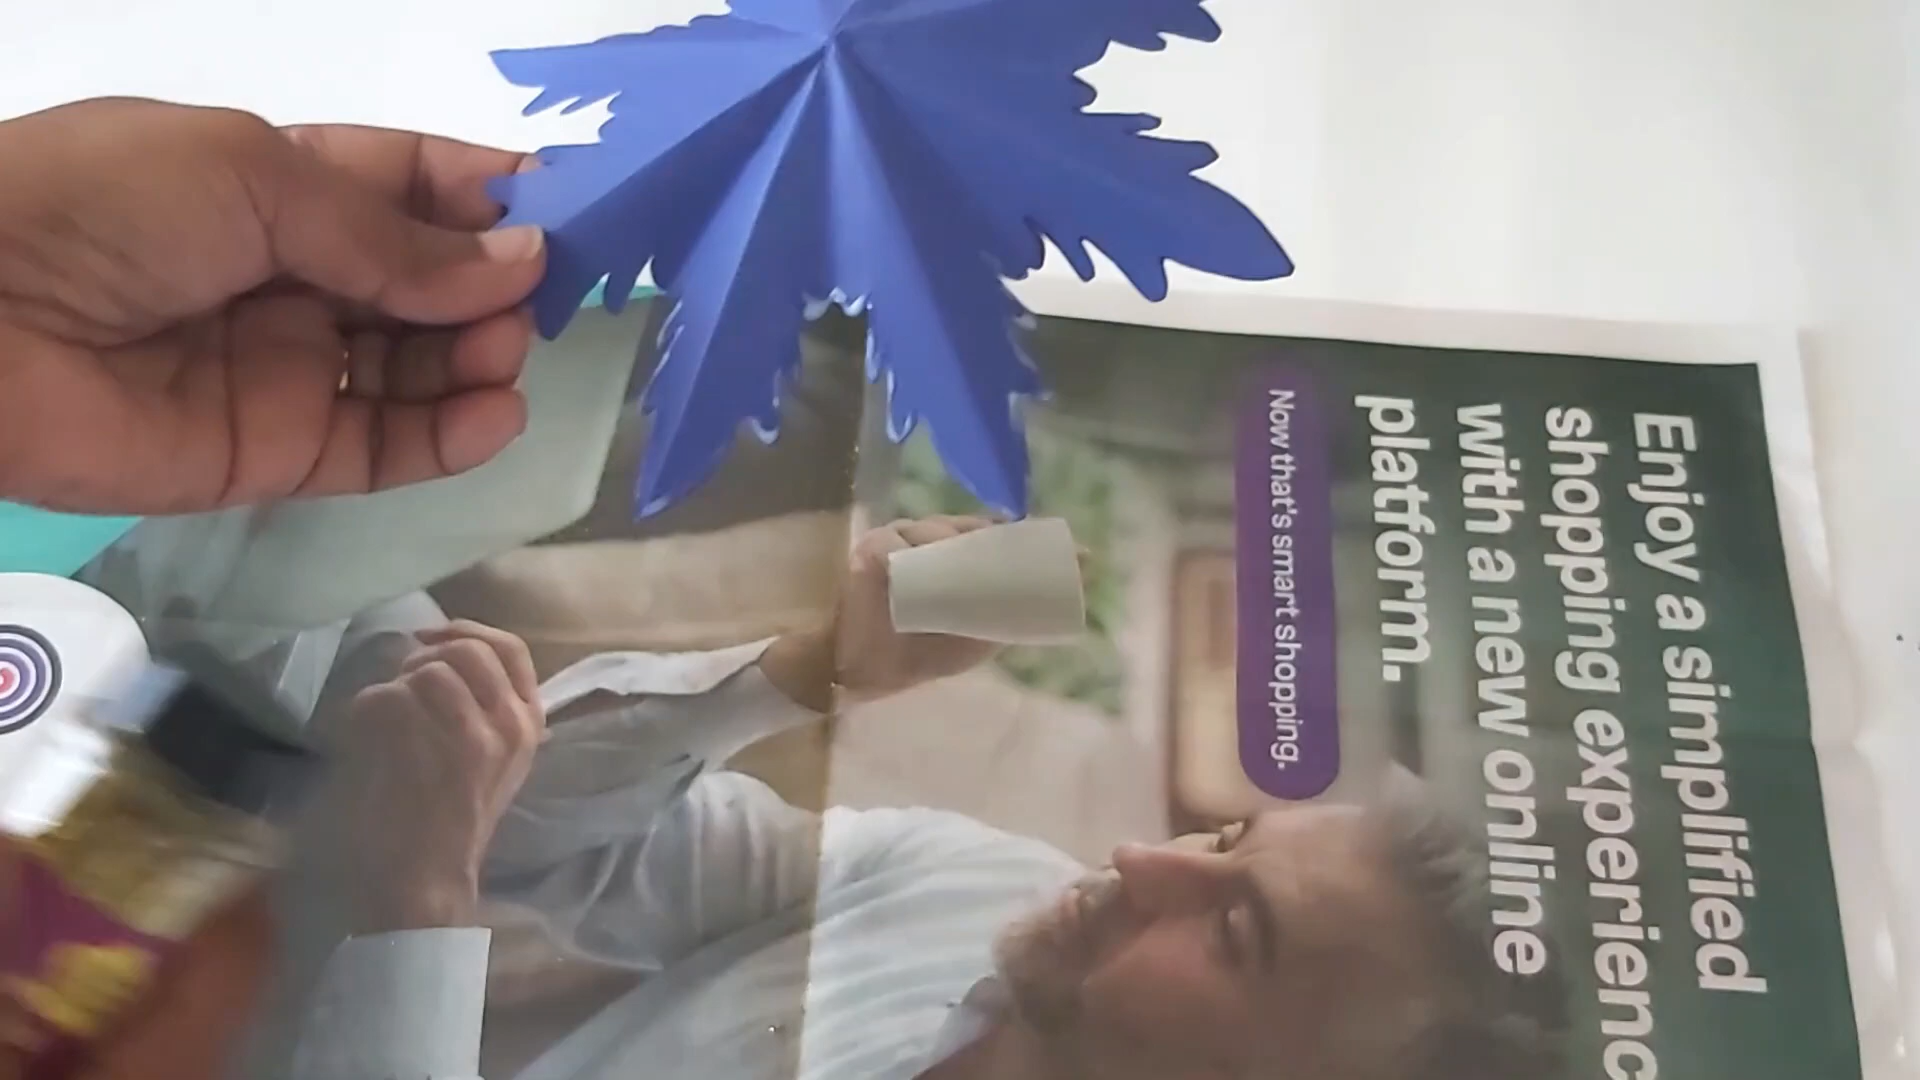 Enjoy a simplified
shopping experienc
with a new online
platform.
Now that's smart shopping.